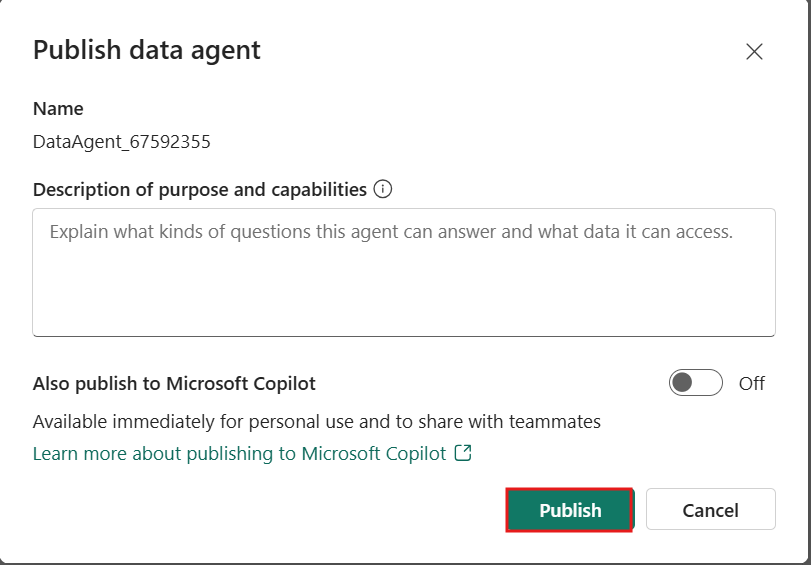 Publish data agent
Name
DataAgent_67592355
Description of purpose and capabilities
Explain what kinds of questions this agent can answer and what data it can access.
Also publish to Microsoft Copilot
Off
Available immediately for personal use and to share with teammates
Learn more about publishing to Microsoft Copilot
Publish
Cancel